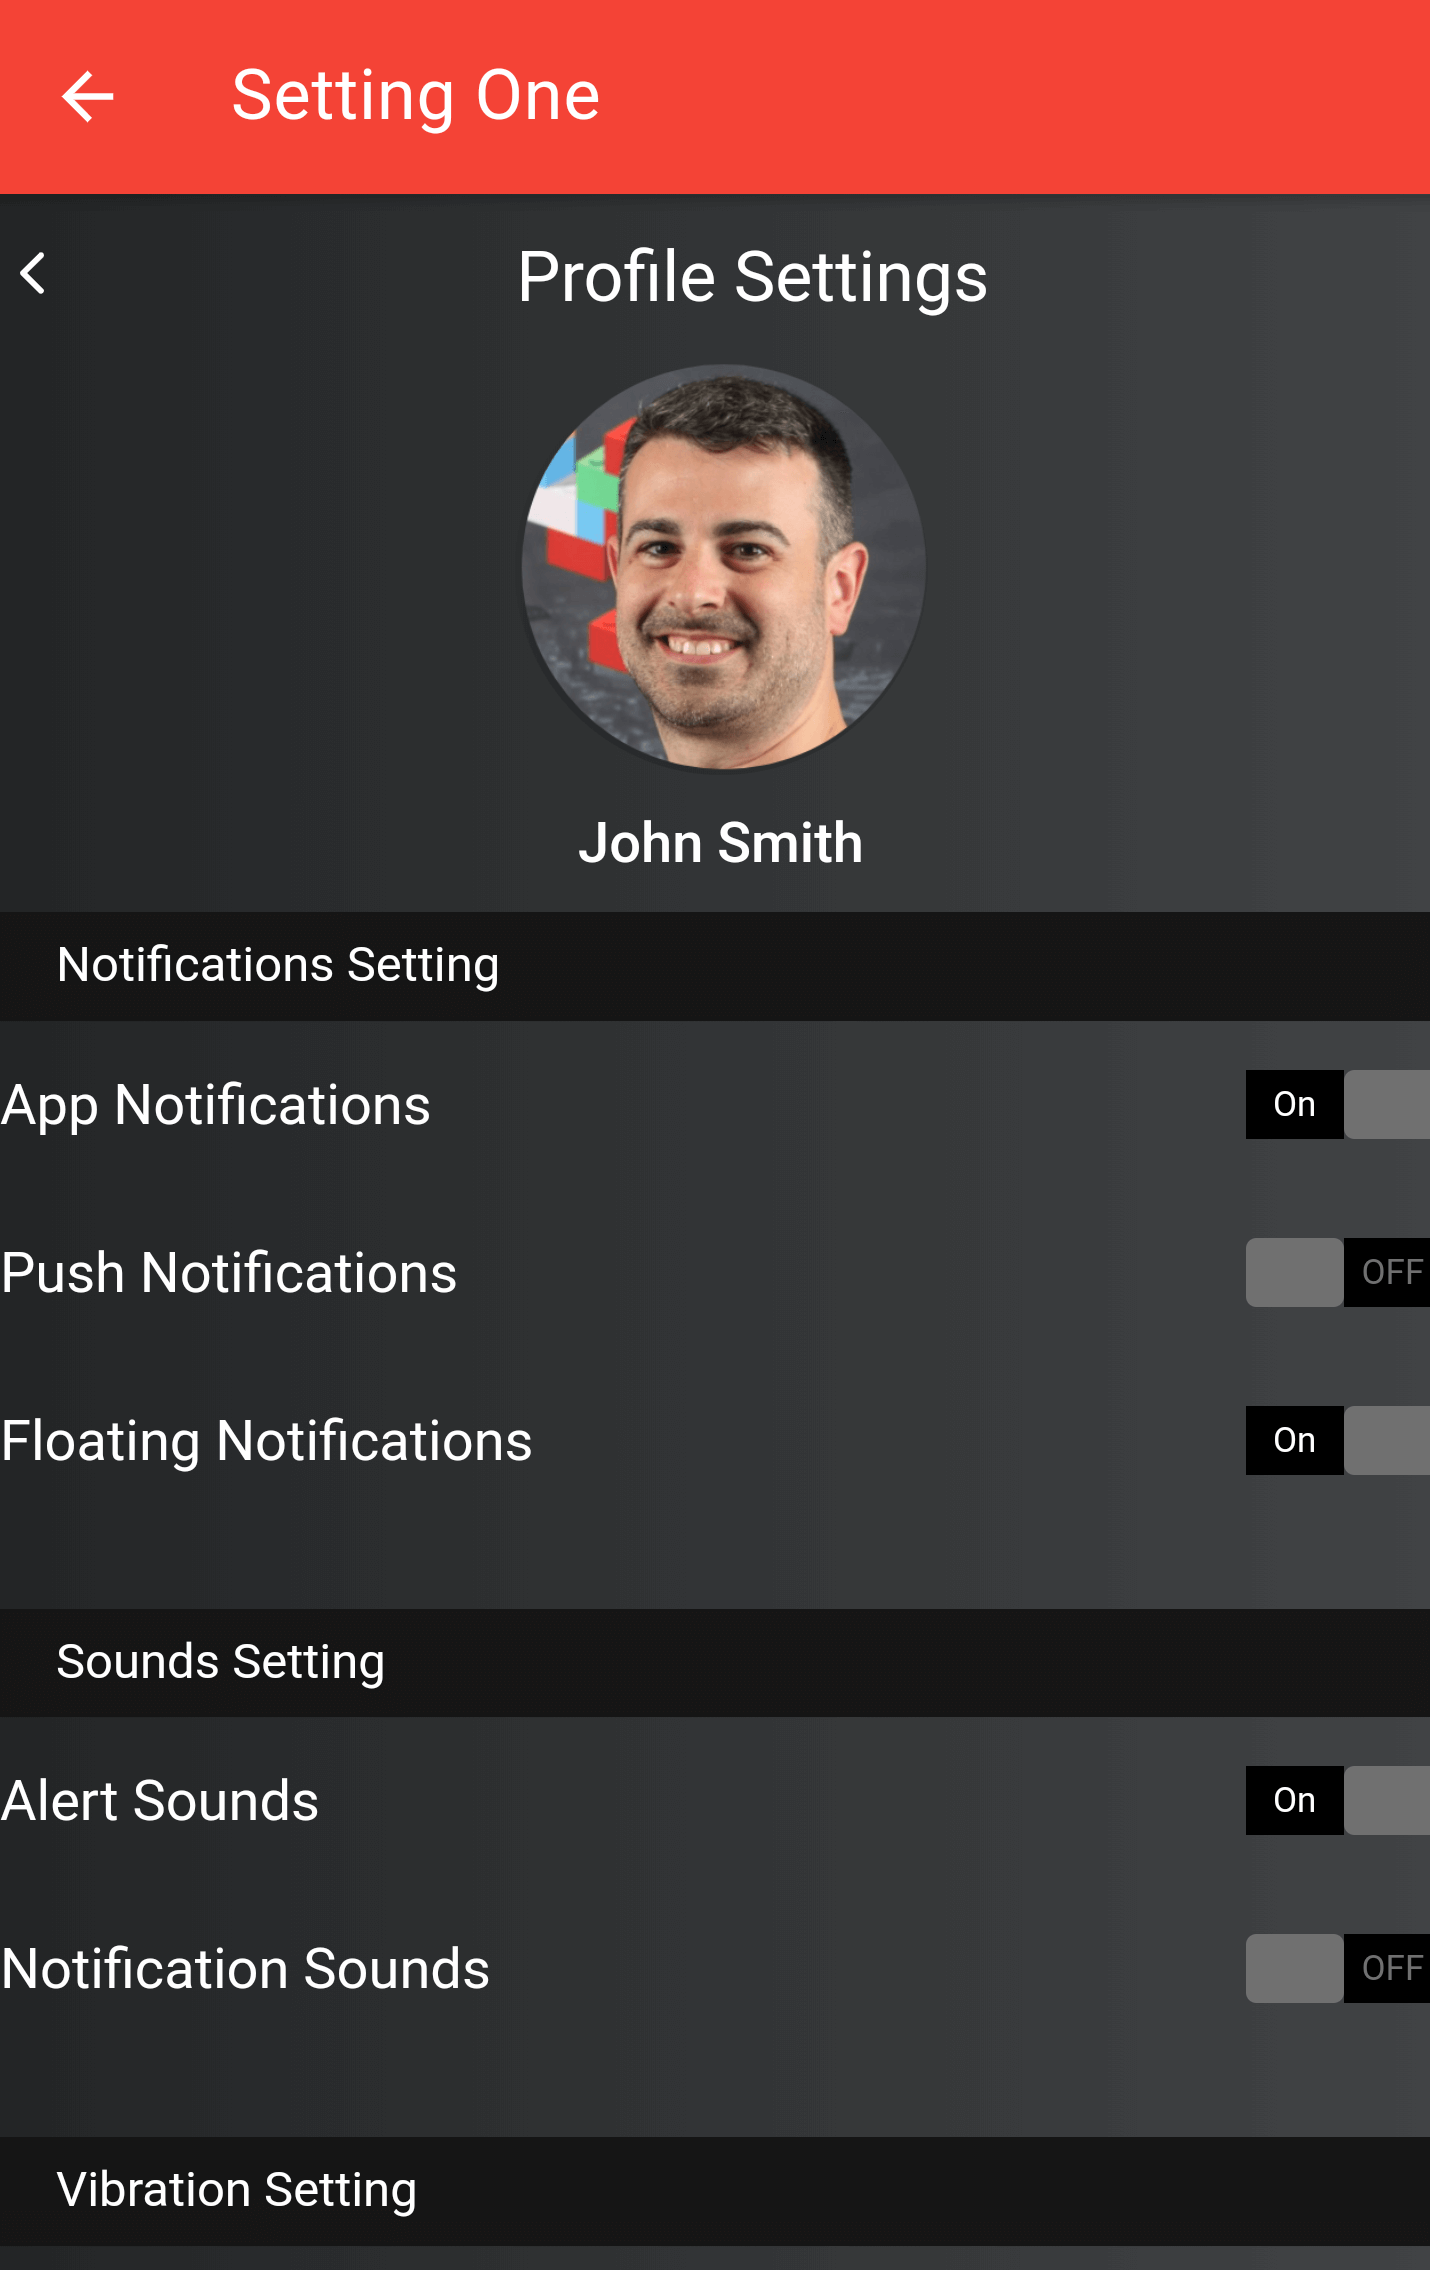 Setting One
Profile Settings
John Smith
Notifications Setting
App Notifications On
Push Notifications OFF
Floating Notifications On
Sounds Setting
Alert Sounds On
Notification Sounds OFF
Vibration Setting